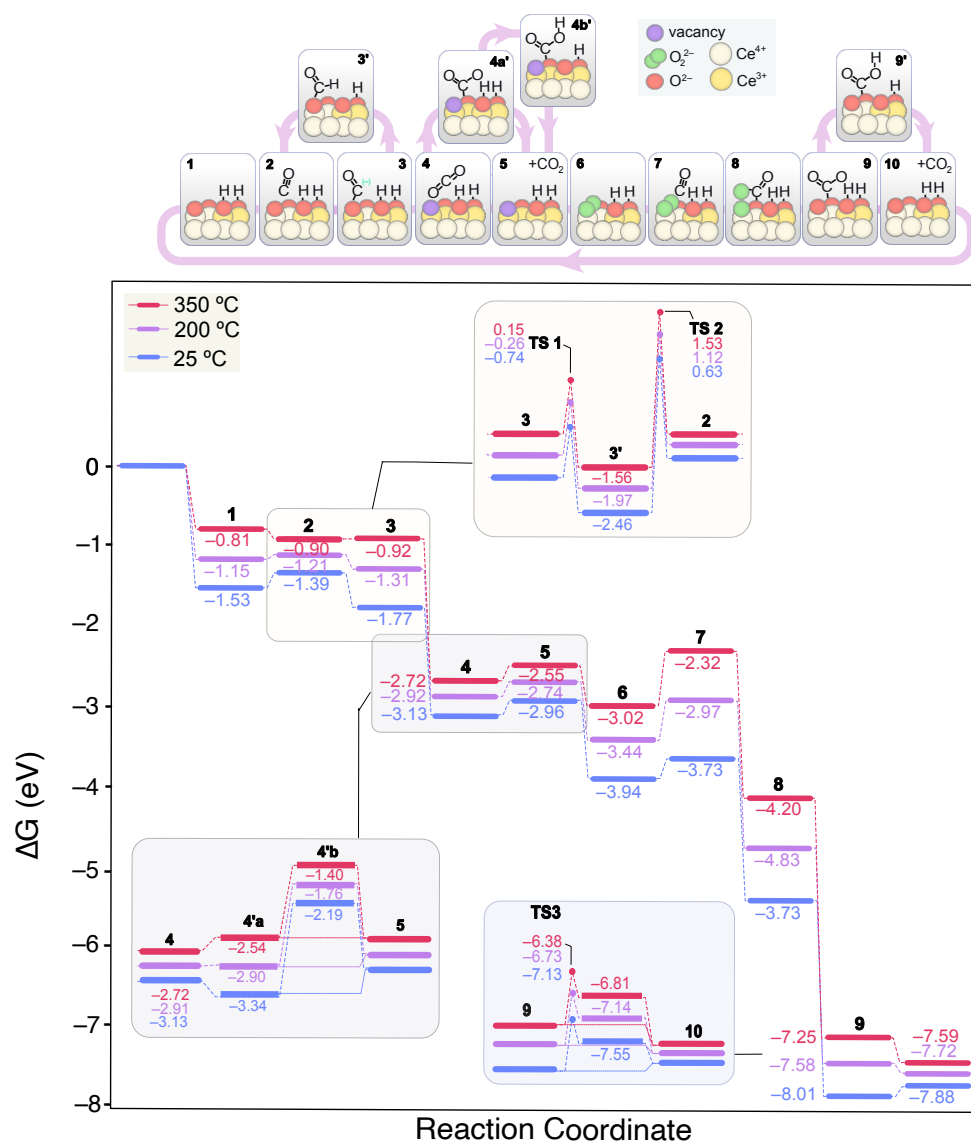 4b'
H
O
O
C
H
vacancy
O₂²⁻
Ce⁴⁺
O²⁻
Ce³⁺
3'
O
C
H
H
4a'
O
O
C
H H
9'
H
O
O
C
H
1
H H
2
O
C
H H
3
O
C
(−)
H H
4
O
C
O
H H
5
+CO₂
H H
6
H H
7
O
C
H H
8
C
O
H H
9
O
O
C
H H
10
+CO₂
H H
350 ºC
200 ºC
25 ºC
0.15
−0.26
−0.74
TS 1
TS 2
1.53
1.12
0.63
3
3'
2
−1.56
−1.97
−2.46
0
−1
−2
−3
−4
−5
−6
−7
−8
ΔG (eV)
1
−0.81
−1.15
−1.53
2
−0.90
−1.21
−1.39
3
−0.92
−1.31
−1.77
4
−2.72
−2.92
−3.13
5
−2.55
−2.74
−2.96
6
−3.02
−3.44
−3.94
7
−2.32
−2.97
−3.73
8
−4.20
−4.83
−3.73
4'b
−1.40
−1.76
−2.19
4
4'a
5
−2.54
−2.90
−3.34
−2.72
−2.91
−3.13
TS3
−6.38
−6.73
−7.13
−6.81
−7.14
−7.55
9
10
9
−7.25
−7.58
−8.01
−7.59
−7.72
−7.88
Reaction Coordinate